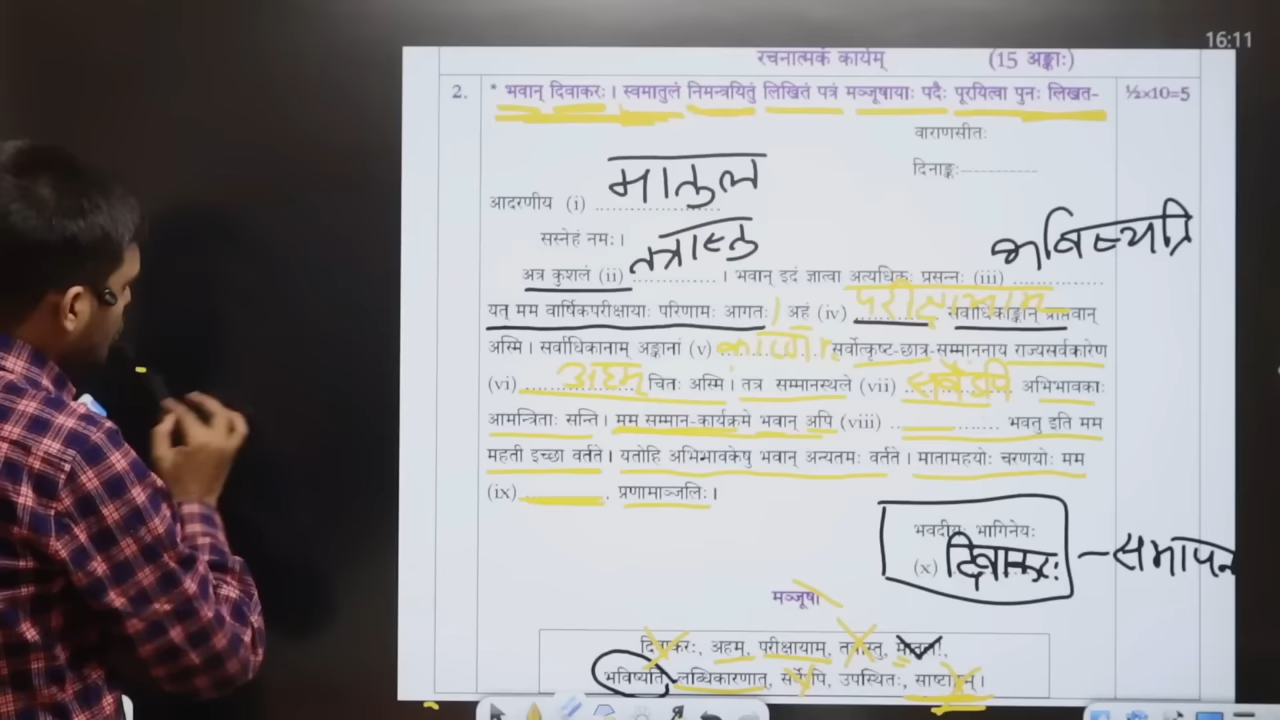 16:11
रचनात्मकं कार्यम् (15 अङ्काः)
2. * भवान् दिवाकरः। स्वमातुलं निमन्त्रयितुं लिखितं पत्रं मञ्जूषायाः पदैः पूरयित्वा पुनः लिखत- ½x10=5
वाराणसीतः
दिनाङ्कः-----------
आदरणीय (i) मातुल
सस्नेहं नमः।
अत्र कुशलं (ii) तत्रास्तु । भवान् इदं ज्ञात्वा अत्यधिकः प्रसन्नः (iii) भविष्यति
यत् मम वार्षिकपरीक्षायाः परिणामः आगतः। अहं (iv) परीक्षायाम् सर्वाधिकाङ्कान् प्राप्तवान्
अस्मि। सर्वाधिकानाम् अङ्कानां (v) सर्वोत्कृष्ट-छात्र-सम्माननाय राज्यसर्वकारेण
(vi) अहम् चितः अस्मि। तत्र सम्मानस्थले (vii) सर्वेऽपि अभिभावकाः
आमन्त्रिताः सन्ति। मम सम्मान-कार्यक्रमे भवान् अपि (viii) ............ भवतु इति मम
महती इच्छा वर्तते। यतोहि अभिभावकेषु भवान् अन्यतमः वर्तते। मातामहयोः चरणयोः मम
(ix) ............ प्रणामाञ्जलिः।
भवदीयः भागिनेयः
(x) दिवाकरः - समापन
मञ्जूषा
दिवाकरः, अहम्, परीक्षायाम्, तत्रास्तु, मातुल!,
भविष्यति, लब्धिकारणात्, सर्वेऽपि, उपस्थितः, साष्टाङ्गम्।